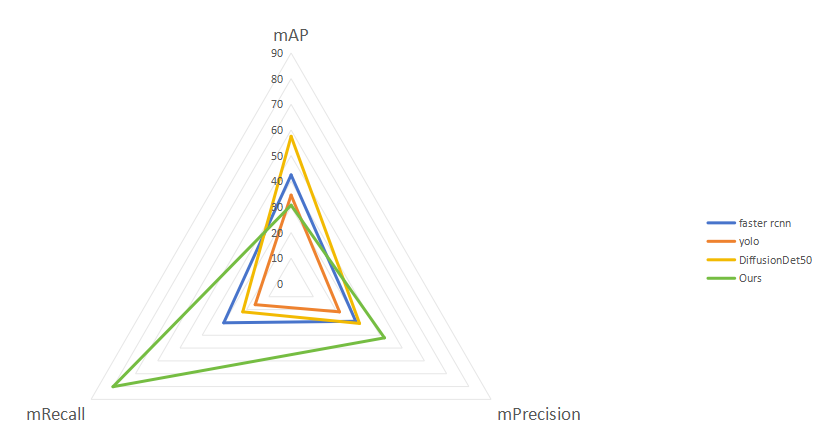 mAP
90
80
70
60
50
40
30
20
10
0
faster rcnn
yolo
DiffusionDet50
Ours
mRecall
mPrecision